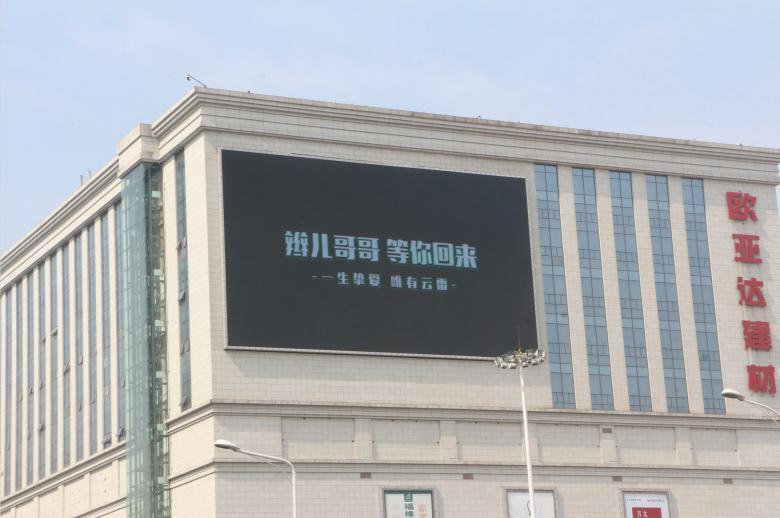 辫儿哥哥 等你回来
-一生挚爱 唯有云雷-
欧亚达建材